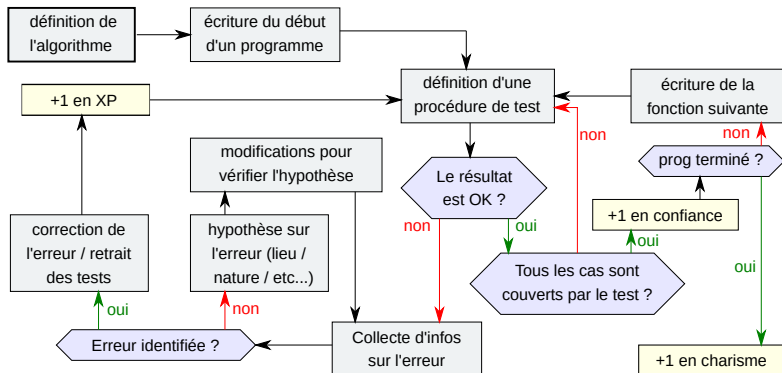 définition de
l'algorithme
écriture du début
d'un programme
définition d'une
procédure de test
écriture de la
fonction suivante
+1 en XP
non
non
modifications pour
vérifier l'hypothèse
Le résultat
est OK ?
prog terminé ?
+1 en confiance
non
oui
oui
oui
correction de
l'erreur / retrait
des tests
hypothèse sur
l'erreur (lieu /
nature / etc...)
Tous les cas sont
couverts par le test ?
oui
non
Erreur identifiée ?
Collecte d'infos
sur l'erreur
+1 en charisme